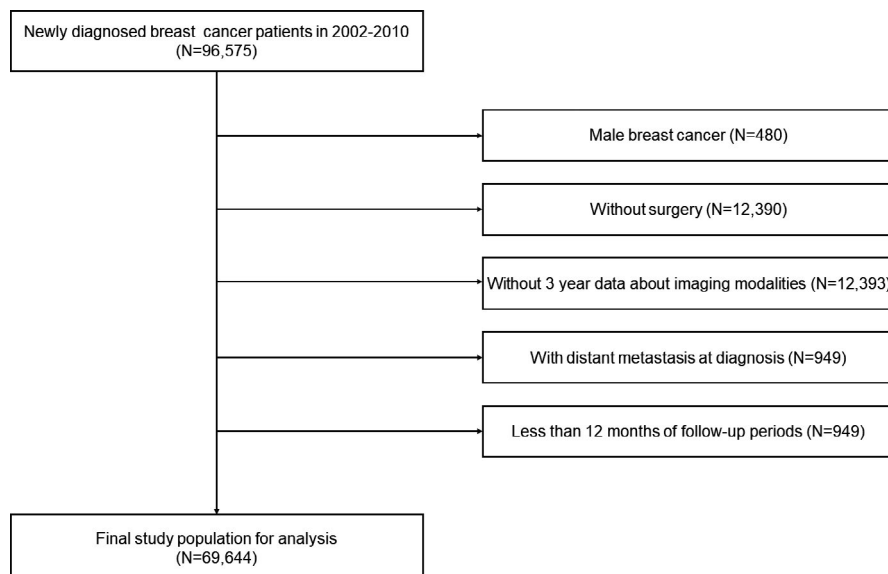 Newly diagnosed breast cancer patients in 2002-2010
(N=96,575)
Male breast cancer (N=480)
Without surgery (N=12,390)
Without 3 year data about imaging modalities (N=12,393)
With distant metastasis at diagnosis (N=949)
Less than 12 months of follow-up periods (N=949)
Final study population for analysis
(N=69,644)